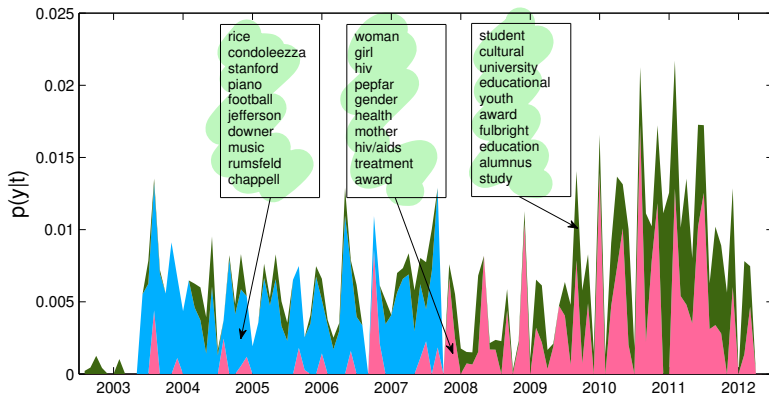 0.025
0.02
0.015
0.01
0.005
0
p(y|t)
rice
condoleezza
stanford
piano
football
jefferson
downer
music
rumsfeld
chappell
woman
girl
hiv
pepfar
gender
health
mother
hiv/aids
treatment
award
student
cultural
university
educational
youth
award
fulbright
education
alumnus
study
2003 2004 2005 2006 2007 2008 2009 2010 2011 2012